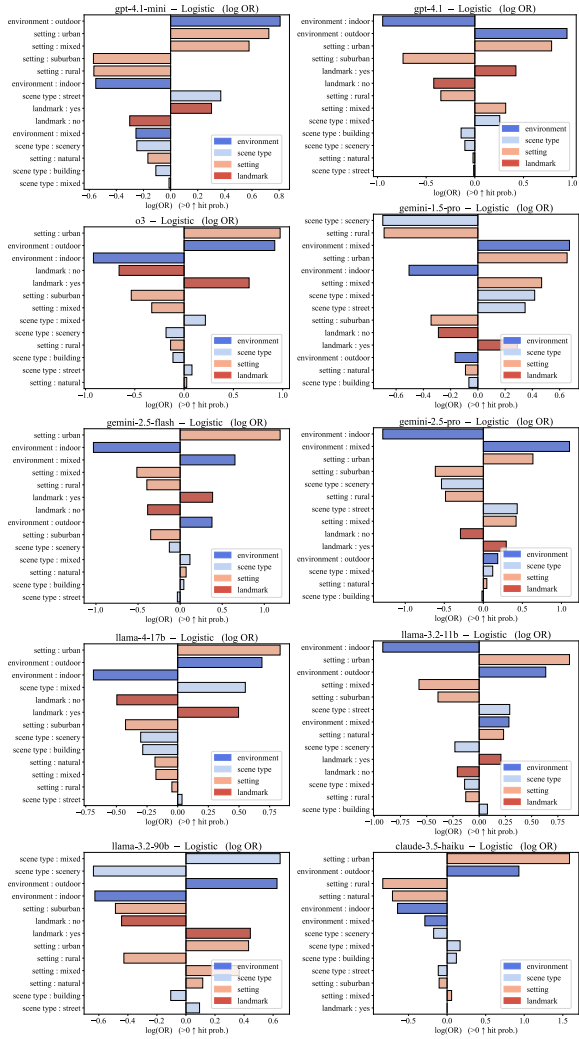 gpt-4.1-mini − Logistic (log OR)
environment : outdoor
setting : urban
setting : mixed
setting : suburban
setting : rural
environment : indoor
scene type : street
landmark : yes
landmark : no
environment : mixed
scene type : scenery
setting : natural
scene type : building
scene type : mixed
environment
scene type
setting
landmark
−0.6 −0.4 −0.2 0.0 0.2 0.4 0.6 0.8
log(OR) (>0 ↑ hit prob.)
gpt-4.1 − Logistic (log OR)
environment : indoor
environment : outdoor
setting : urban
setting : suburban
landmark : yes
landmark : no
setting : rural
setting : mixed
scene type : mixed
scene type : building
scene type : scenery
setting : natural
scene type : street
environment
scene type
setting
landmark
−1.0 −0.5 0.0 0.5 1.0
log(OR) (>0 ↑ hit prob.)
o3 − Logistic (log OR)
setting : urban
environment : outdoor
environment : indoor
landmark : no
landmark : yes
setting : suburban
setting : mixed
scene type : mixed
scene type : scenery
setting : rural
scene type : building
scene type : street
setting : natural
environment
scene type
setting
landmark
−1.0 −0.5 0.0 0.5 1.0
log(OR) (>0 ↑ hit prob.)
gemini-1.5-pro − Logistic (log OR)
scene type : scenery
setting : rural
environment : mixed
setting : urban
environment : indoor
setting : mixed
scene type : mixed
scene type : street
setting : suburban
landmark : no
landmark : yes
environment : outdoor
setting : natural
scene type : building
environment
scene type
setting
landmark
−0.6 −0.4 −0.2 0.0 0.2 0.4 0.6
log(OR) (>0 ↑ hit prob.)
gemini-2.5-flash − Logistic (log OR)
setting : urban
environment : indoor
environment : mixed
setting : mixed
setting : rural
landmark : yes
landmark : no
environment : outdoor
setting : suburban
scene type : scenery
scene type : mixed
setting : natural
scene type : building
scene type : street
environment
scene type
setting
landmark
−1.0 −0.5 0.0 0.5 1.0
log(OR) (>0 ↑ hit prob.)
gemini-2.5-pro − Logistic (log OR)
environment : indoor
environment : mixed
setting : urban
setting : suburban
scene type : scenery
setting : rural
scene type : street
setting : mixed
landmark : no
landmark : yes
environment : outdoor
scene type : mixed
setting : natural
scene type : building
environment
scene type
setting
landmark
−1.0 −0.5 0.0 0.5 1.0
log(OR) (>0 ↑ hit prob.)
llama-4-17b − Logistic (log OR)
setting : urban
environment : outdoor
environment : indoor
scene type : mixed
landmark : no
landmark : yes
setting : suburban
scene type : scenery
scene type : building
setting : natural
setting : mixed
setting : rural
scene type : street
environment
scene type
setting
landmark
−0.75 −0.50 −0.25 0.00 0.25 0.50 0.75
log(OR) (>0 ↑ hit prob.)
llama-3.2-11b − Logistic (log OR)
environment : indoor
setting : urban
environment : outdoor
setting : mixed
setting : suburban
scene type : street
environment : mixed
setting : natural
scene type : scenery
landmark : yes
landmark : no
scene type : mixed
setting : rural
scene type : building
environment
scene type
setting
landmark
−1.00 −0.75 −0.50 −0.25 0.00 0.25 0.50 0.75
log(OR) (>0 ↑ hit prob.)
llama-3.2-90b − Logistic (log OR)
scene type : mixed
scene type : scenery
environment : outdoor
environment : indoor
setting : suburban
landmark : no
landmark : yes
setting : urban
setting : rural
setting : mixed
setting : natural
scene type : building
scene type : street
environment
scene type
setting
landmark
−0.6 −0.4 −0.2 0.0 0.2 0.4 0.6
log(OR) (>0 ↑ hit prob.)
claude-3.5-haiku − Logistic (log OR)
setting : urban
environment : outdoor
setting : rural
setting : natural
environment : indoor
environment : mixed
scene type : scenery
scene type : mixed
scene type : building
scene type : street
setting : suburban
setting : mixed
landmark : yes
environment
scene type
setting
landmark
−0.5 0.0 0.5 1.0 1.5
log(OR) (>0 ↑ hit prob.)